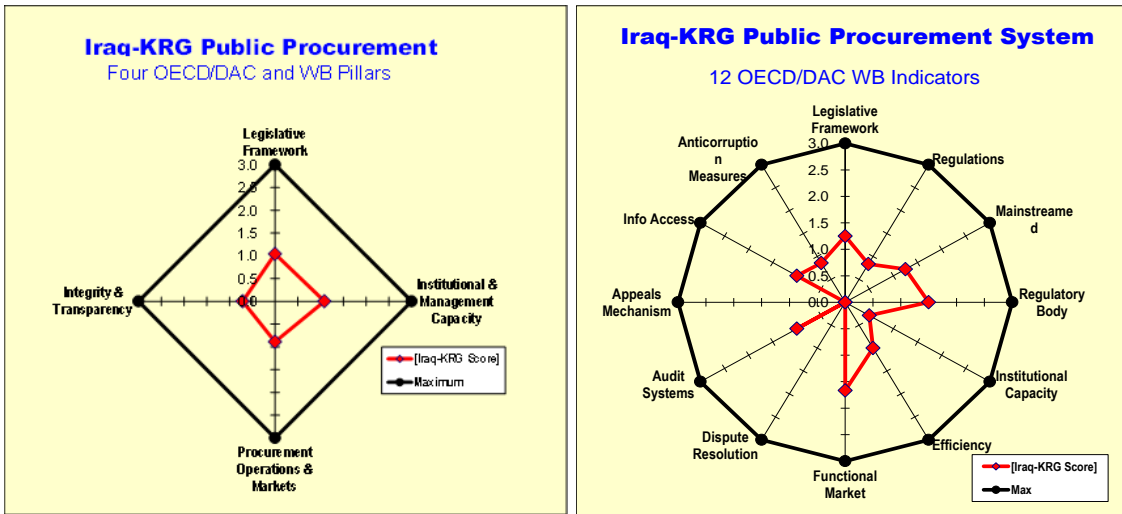 Iraq-KRG Public Procurement
Four OECD/DAC and WB Pillars
Legislative
Framework
3.0
2.5
2.0
1.5
1.0
0.5
0.0
Integrity &
Transparency
Institutional &
Management
Capacity
[Iraq-KRG Score]
Maximum
Procurement
Operations &
Markets
Iraq-KRG Public Procurement System
12 OECD/DAC WB Indicators
Legislative
Framework
Anticorruptio
n
Measures
Regulations
3.0
2.5
2.0
1.5
1.0
0.5
0.0
Info Access
Mainstreame
d
Appeals
Mechanism
Regulatory
Body
Audit
Systems
Institutional
Capacity
Dispute
Resolution
Efficiency
Functional
Market
[Iraq-KRG Score]
Max